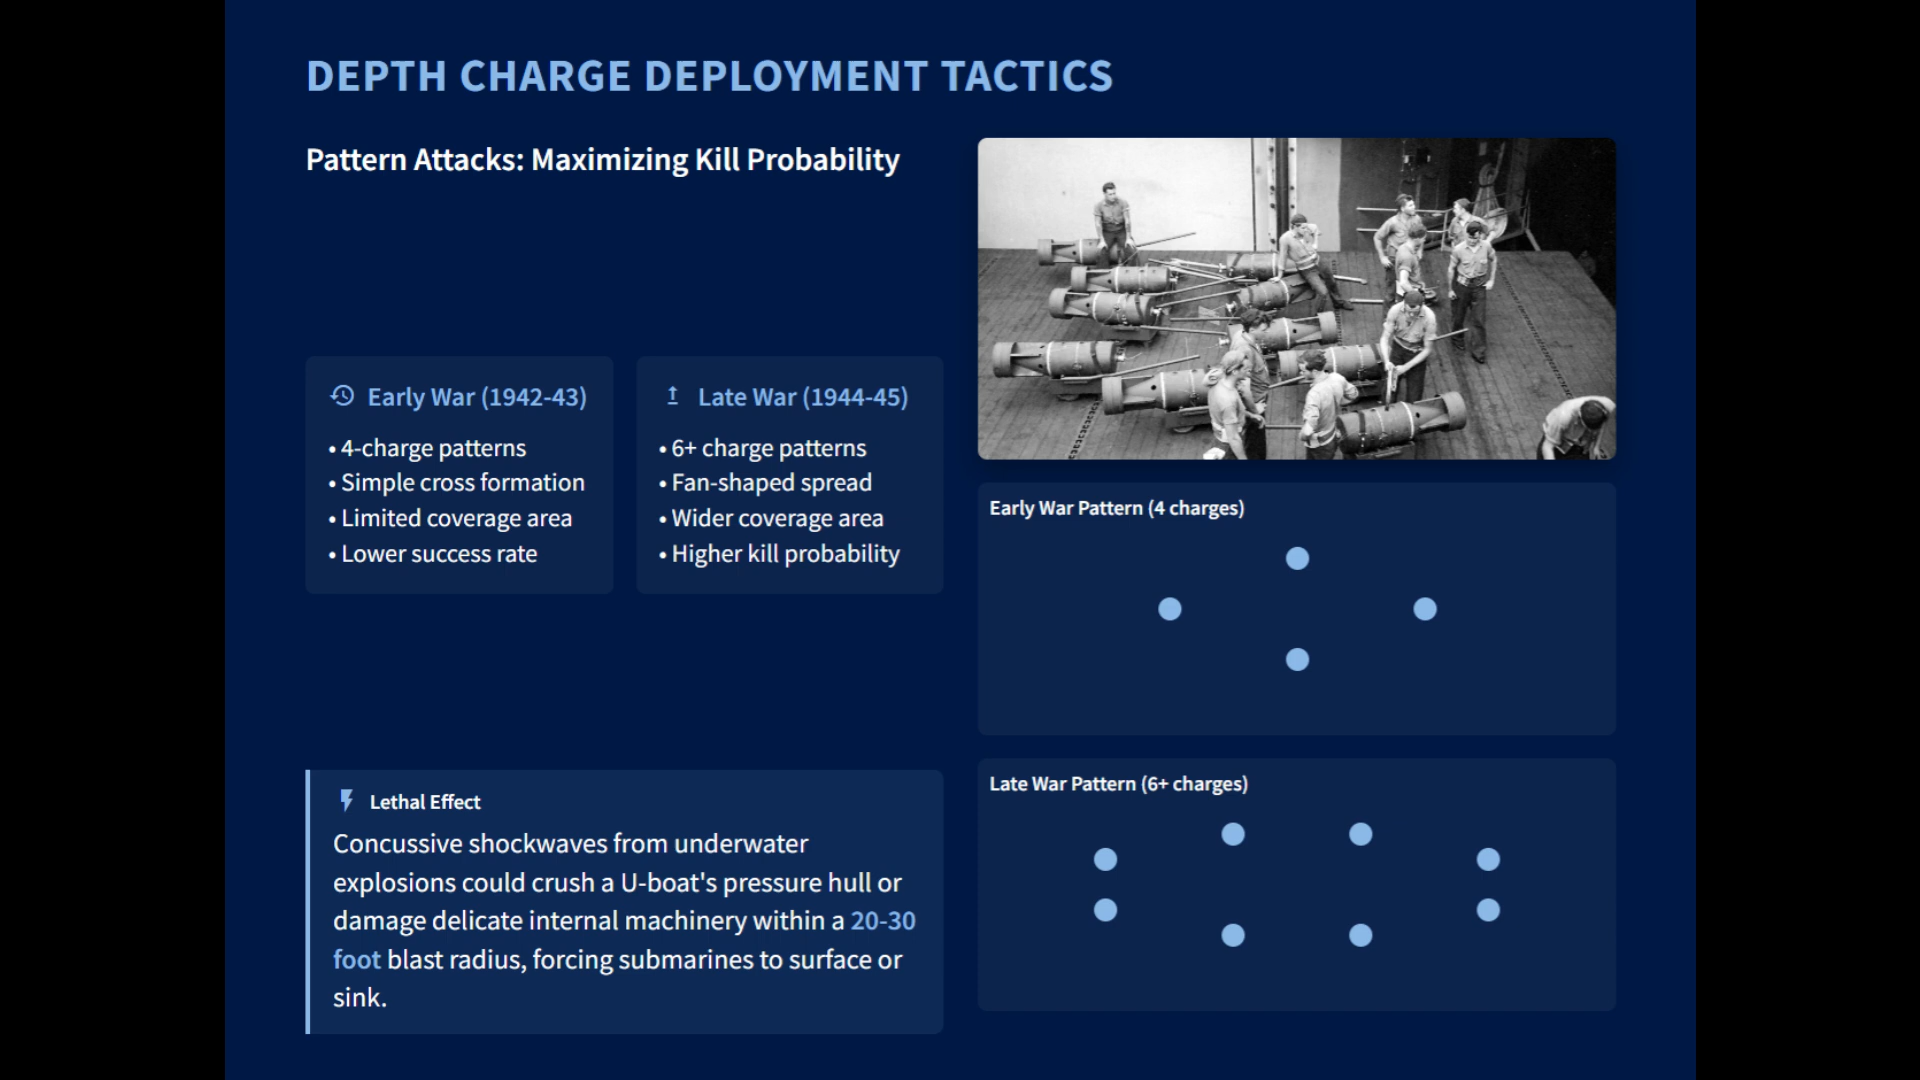 DEPTH CHARGE DEPLOYMENT TACTICS
Pattern Attacks: Maximizing Kill Probability
Early War (1942-43)
• 4-charge patterns
• Simple cross formation
• Limited coverage area
• Lower success rate
Late War (1944-45)
• 6+ charge patterns
• Fan-shaped spread
• Wider coverage area
• Higher kill probability
Lethal Effect
Concussive shockwaves from underwater
explosions could crush a U-boat's pressure hull or
damage delicate internal machinery within a 20-30
foot blast radius, forcing submarines to surface or
sink.
Early War Pattern (4 charges)
Late War Pattern (6+ charges)